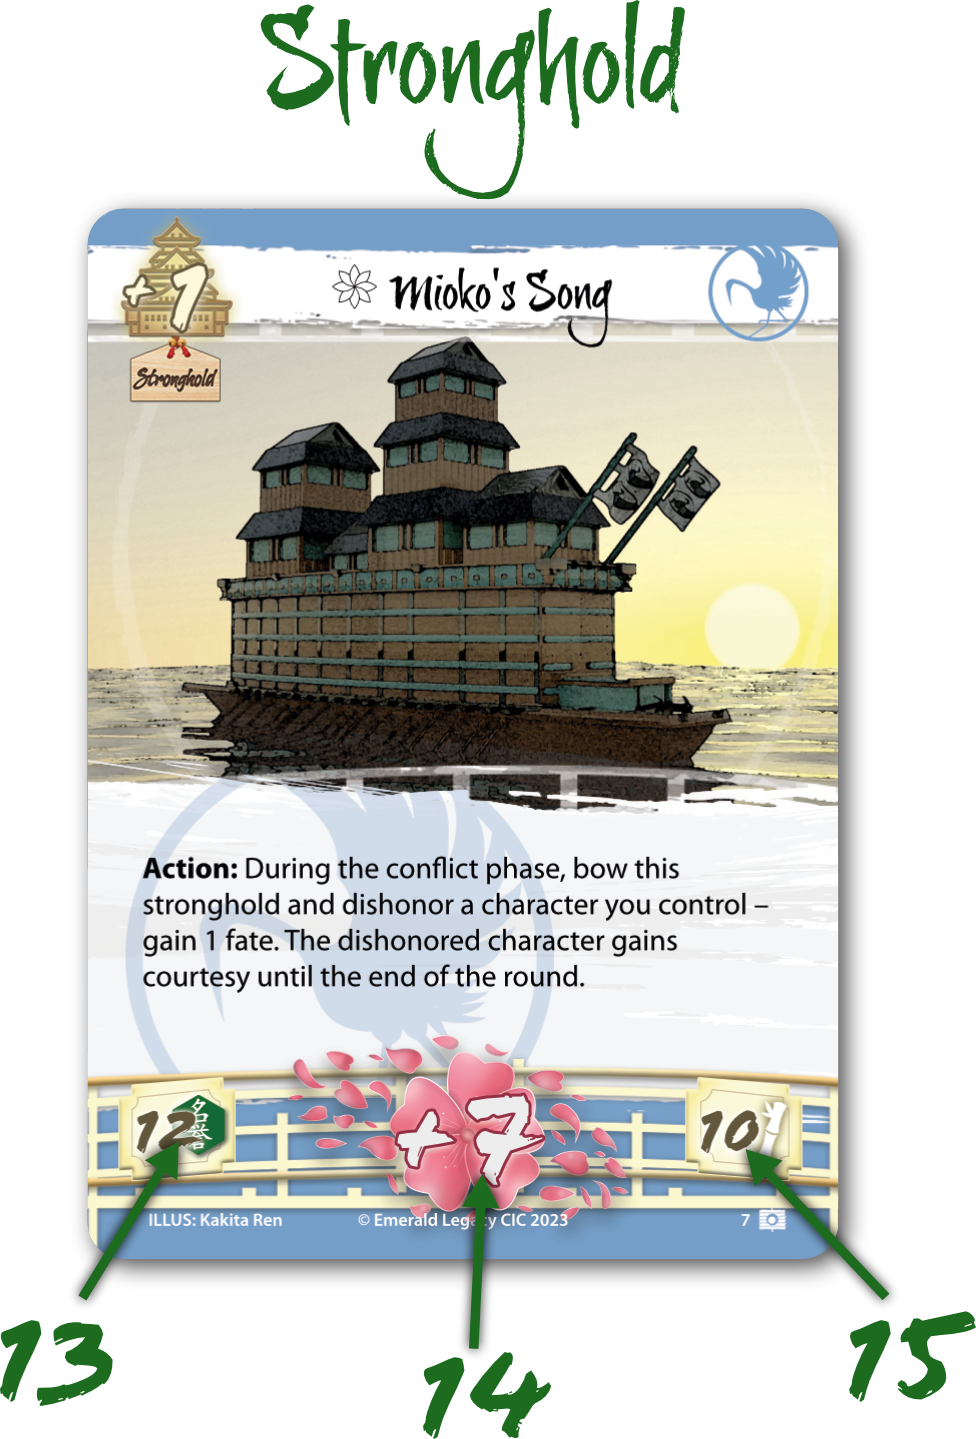 Stronghold
+1
Mioko's Song
Stronghold
Action: During the conflict phase, bow this
stronghold and dishonor a character you control –
gain 1 fate. The dishonored character gains
courtesy until the end of the round.
12 名誉
+7
10
ILLUS: Kakita Ren © Emerald Legacy CIC 2023 7
13
14
15